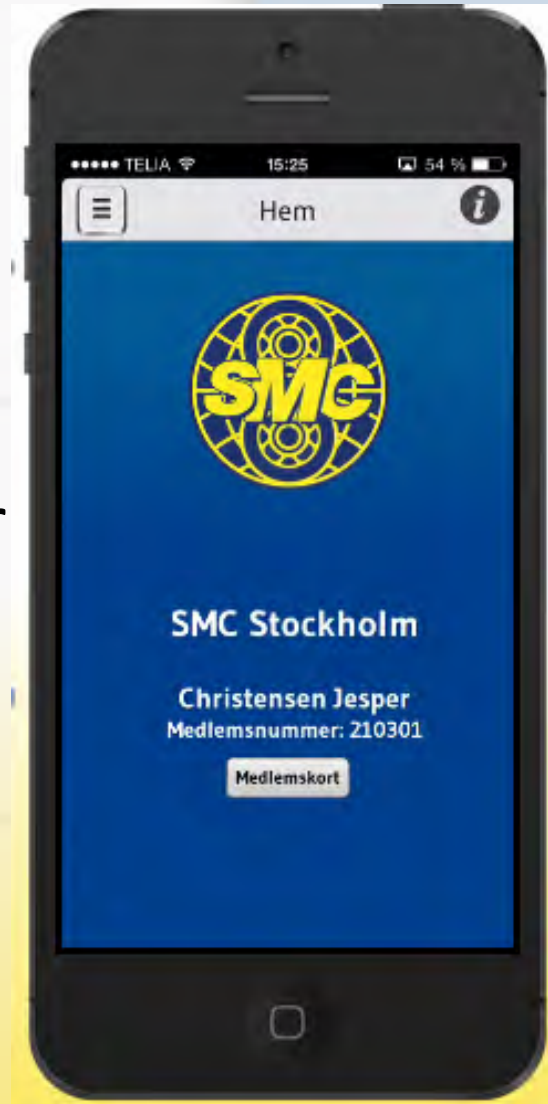 TELIA 15:25 54 %
Hem
SMC
SMC Stockholm
Christensen Jesper
Medlemsnummer: 210301
Medlemskort